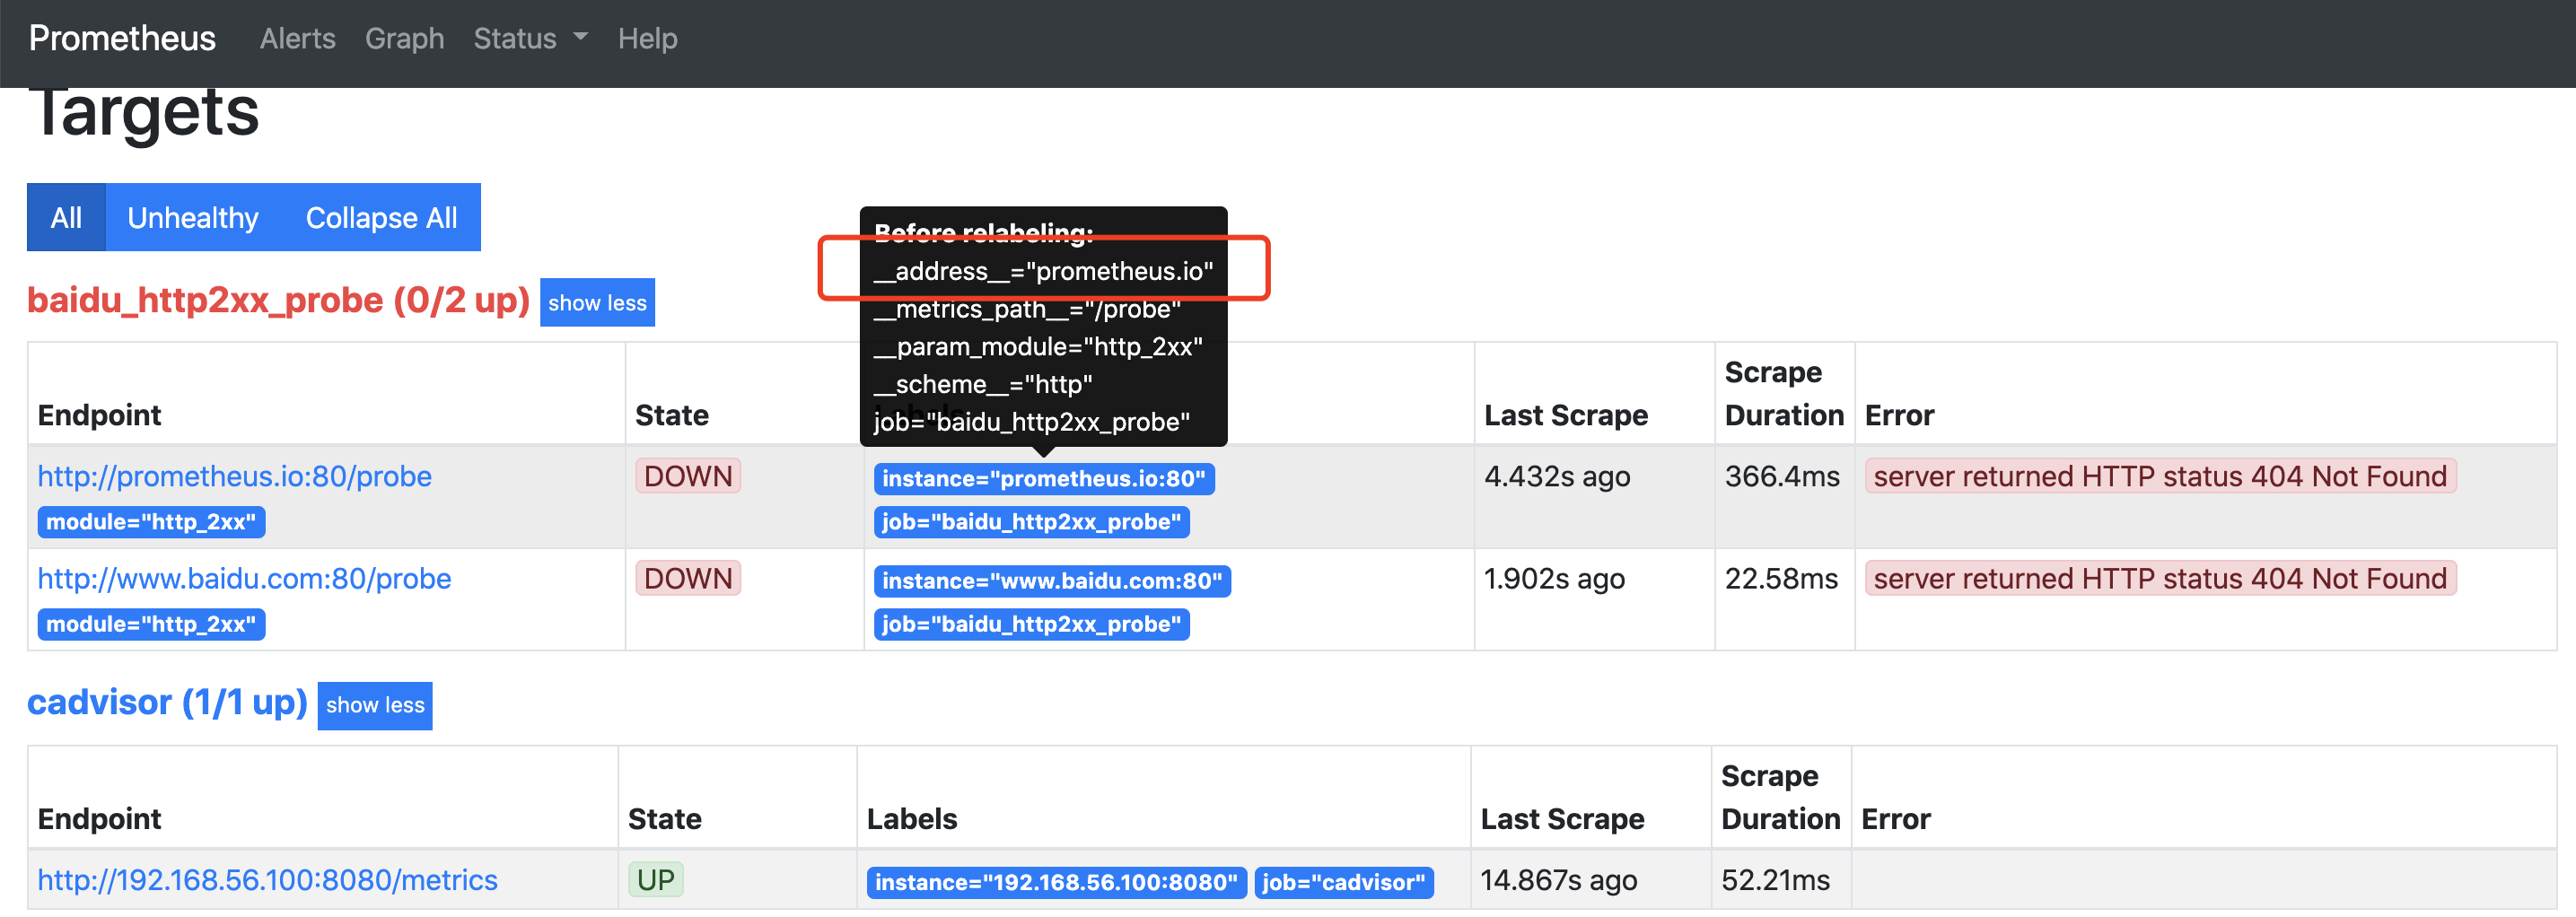 Prometheus Alerts Graph Status Help
Targets
All Unhealthy Collapse All
Before relabeling:
__address__="prometheus.io"
__metrics_path__="/probe"
__param_module="http_2xx"
__scheme__="http"
job="baidu_http2xx_probe"
baidu_http2xx_probe (0/2 up) show less
Endpoint State Labels Last Scrape Scrape Duration Error
http://prometheus.io:80/probe DOWN instance="prometheus.io:80" 4.432s ago 366.4ms server returned HTTP status 404 Not Found
module="http_2xx" job="baidu_http2xx_probe"
http://www.baidu.com:80/probe DOWN instance="www.baidu.com:80" 1.902s ago 22.58ms server returned HTTP status 404 Not Found
module="http_2xx" job="baidu_http2xx_probe"
cadvisor (1/1 up) show less
Endpoint State Labels Last Scrape Scrape Duration Error
http://192.168.56.100:8080/metrics UP instance="192.168.56.100:8080" job="cadvisor" 14.867s ago 52.21ms